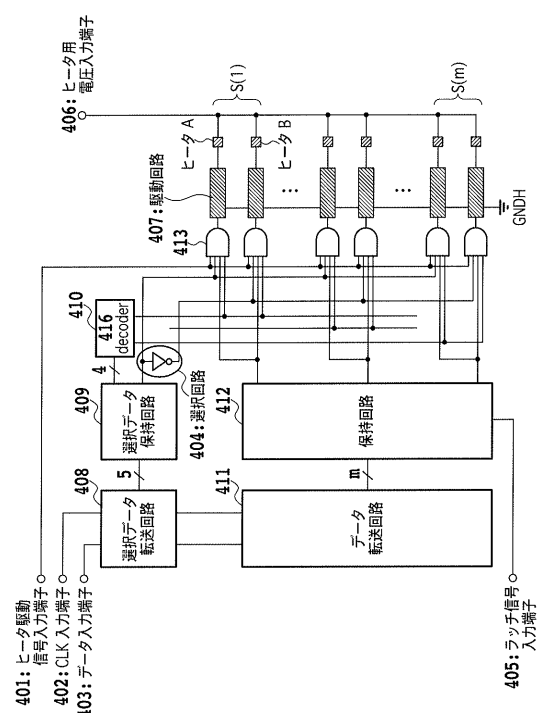 401: ヒータ駆動
信号入力端子
402: CLK 入力端子
403: データ入力端子
408
選択データ
転送回路
5
409
選択データ
保持回路
4
410
416
decoder
404: 選択回路
411
データ
転送回路
m
412
保持回路
405: ラッチ信号
入力端子
413
407: 駆動回路
406: ヒータ用
電圧入力端子
ヒータ A
ヒータ B
S(1)
S(m)
...
...
GNDH